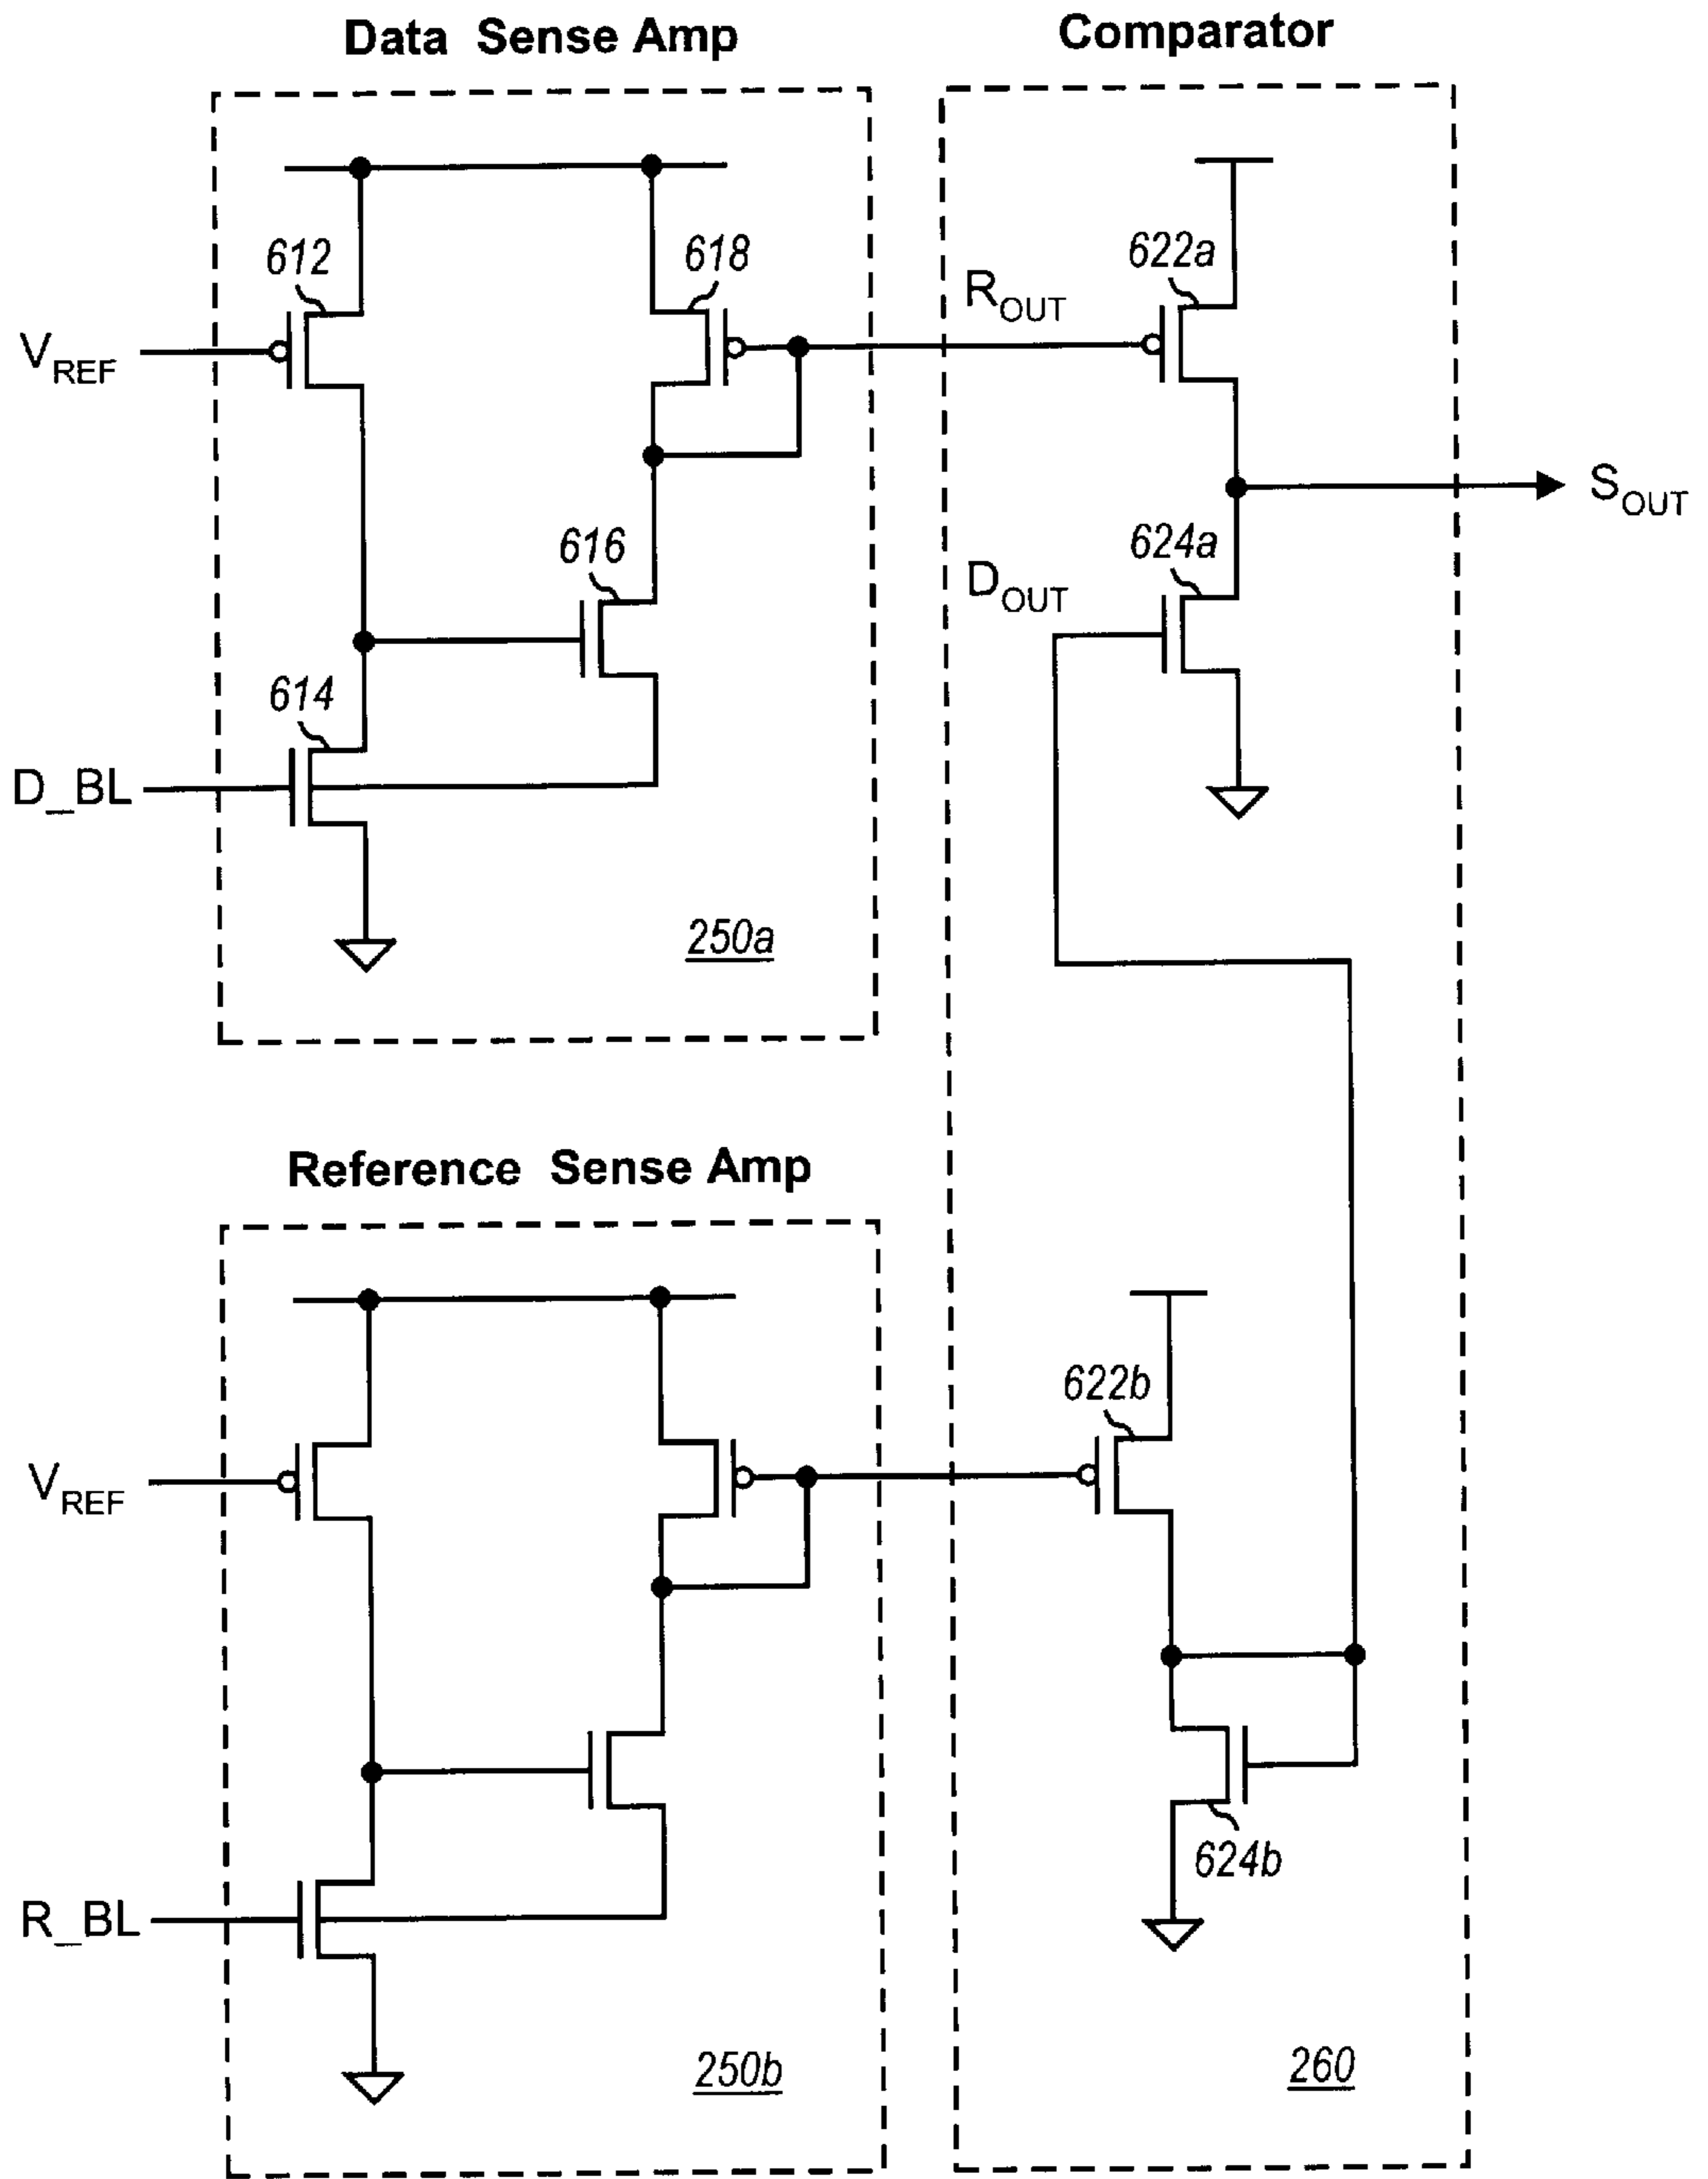 Data Sense Amp
Comparator
612
618
622a
R_OUT
V_REF
S_OUT
616
624a
D_OUT
614
D_BL
250a
Reference Sense Amp
622b
V_REF
624b
R_BL
250b
260